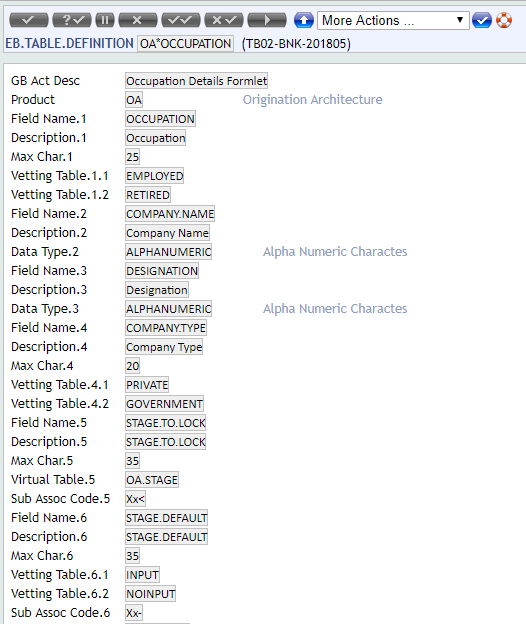 More Actions ...
EB.TABLE.DEFINITION OA*OCCUPATION (TB02-BNK-201805)
GB Act Desc Occupation Details Formlet
Product OA Origination Architecture
Field Name.1 OCCUPATION
Description.1 Occupation
Max Char.1 25
Vetting Table.1.1 EMPLOYED
Vetting Table.1.2 RETIRED
Field Name.2 COMPANY.NAME
Description.2 Company Name
Data Type.2 ALPHANUMERIC Alpha Numeric Charactes
Field Name.3 DESIGNATION
Description.3 Designation
Data Type.3 ALPHANUMERIC Alpha Numeric Charactes
Field Name.4 COMPANY.TYPE
Description.4 Company Type
Max Char.4 20
Vetting Table.4.1 PRIVATE
Vetting Table.4.2 GOVERNMENT
Field Name.5 STAGE.TO.LOCK
Description.5 STAGE.TO.LOCK
Max Char.5 35
Virtual Table.5 OA.STAGE
Sub Assoc Code.5 Xx<
Field Name.6 STAGE.DEFAULT
Description.6 STAGE.DEFAULT
Max Char.6 35
Vetting Table.6.1 INPUT
Vetting Table.6.2 NOINPUT
Sub Assoc Code.6 Xx-